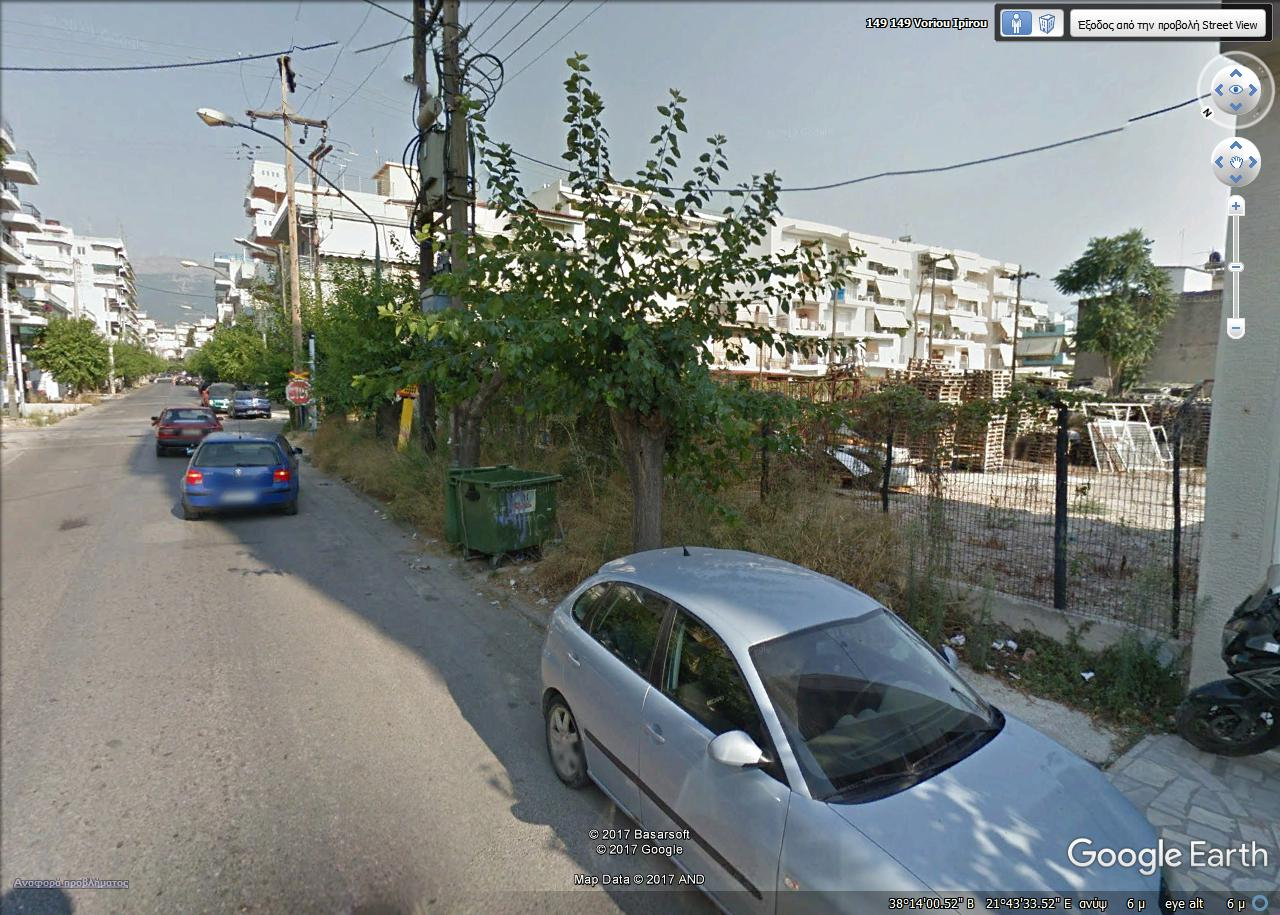 149 149 Voriou Ipirou
Έξοδος από την προβολή Street View
N
© 2017 Basarsoft
© 2017 Google
Map Data © 2017 AND
Google Earth
Αναφορά προβλήματος
38°14'00.52" Β 21°43'33.52" Ε ανύψ 6 μ eye alt 6 μ